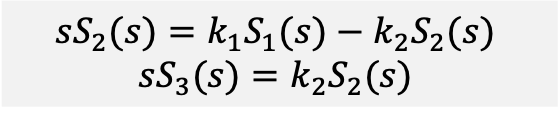 sS₂(s) = k₁S₁(s) − k₂S₂(s)
sS₃(s) = k₂S₂(s)